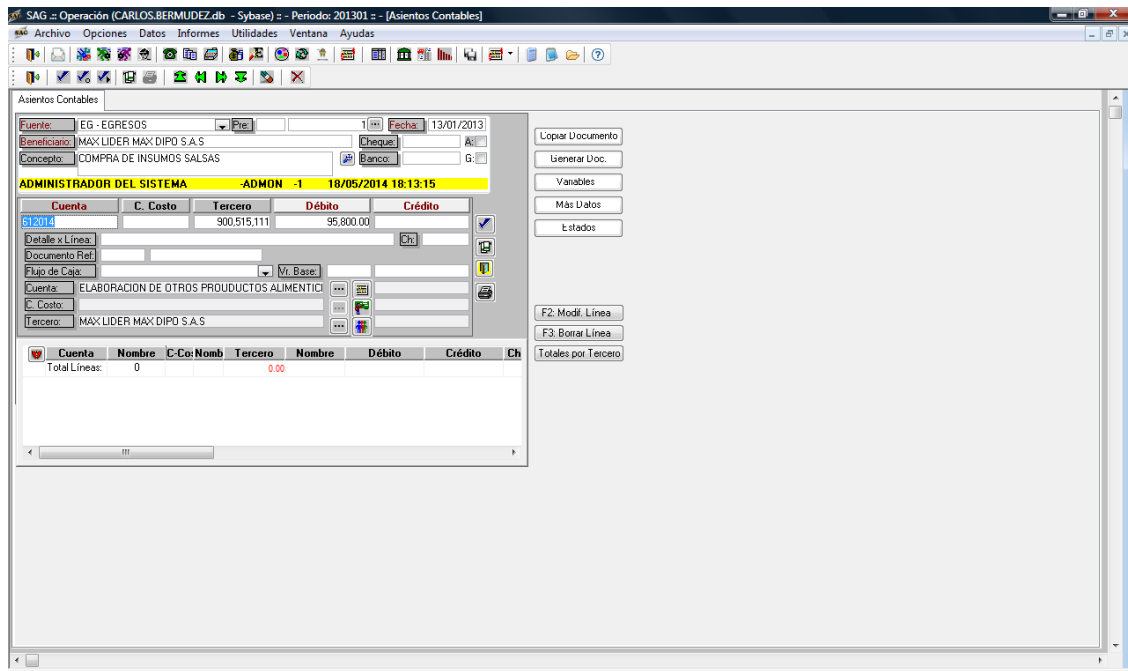 SAG .:: Operación (CARLOS.BERMUDEZ.db - Sybase) :: - Periodo: 201301 :: - [Asientos Contables]
SAG Archivo Opciones Datos Informes Utilidades Ventana Ayudas
Asientos Contables
Fuente: EG - EGRESOS Pre: 1 Fecha: 13/01/2013
Beneficiario: MAX LIDER MAX DIPO S.A.S Cheque: A:
Concepto: COMPRA DE INSUMOS SALSAS Banco: G:
ADMINISTRADOR DEL SISTEMA -ADMON -1 18/05/2014 18:13:15
Cuenta C. Costo Tercero Débito Crédito
612014 900,515,111 95,800.00
Detalle x Línea: Ch:
Documento Ref:
Flujo de Caja: Vr. Base:
Cuenta: ELABORACION DE OTROS PROUDUCTOS ALIMENTICI
C. Costo:
Tercero: MAX LIDER MAX DIPO S.A.S
Cuenta Nombre C-Co: Nomb Tercero Nombre Débito Crédito Ch
Total Líneas: 0 0.00
Copiar Documento
Generar Doc.
Variables
Más Datos
Estados
F2: Modif. Línea
F3: Borrar Línea
Totales por Tercero